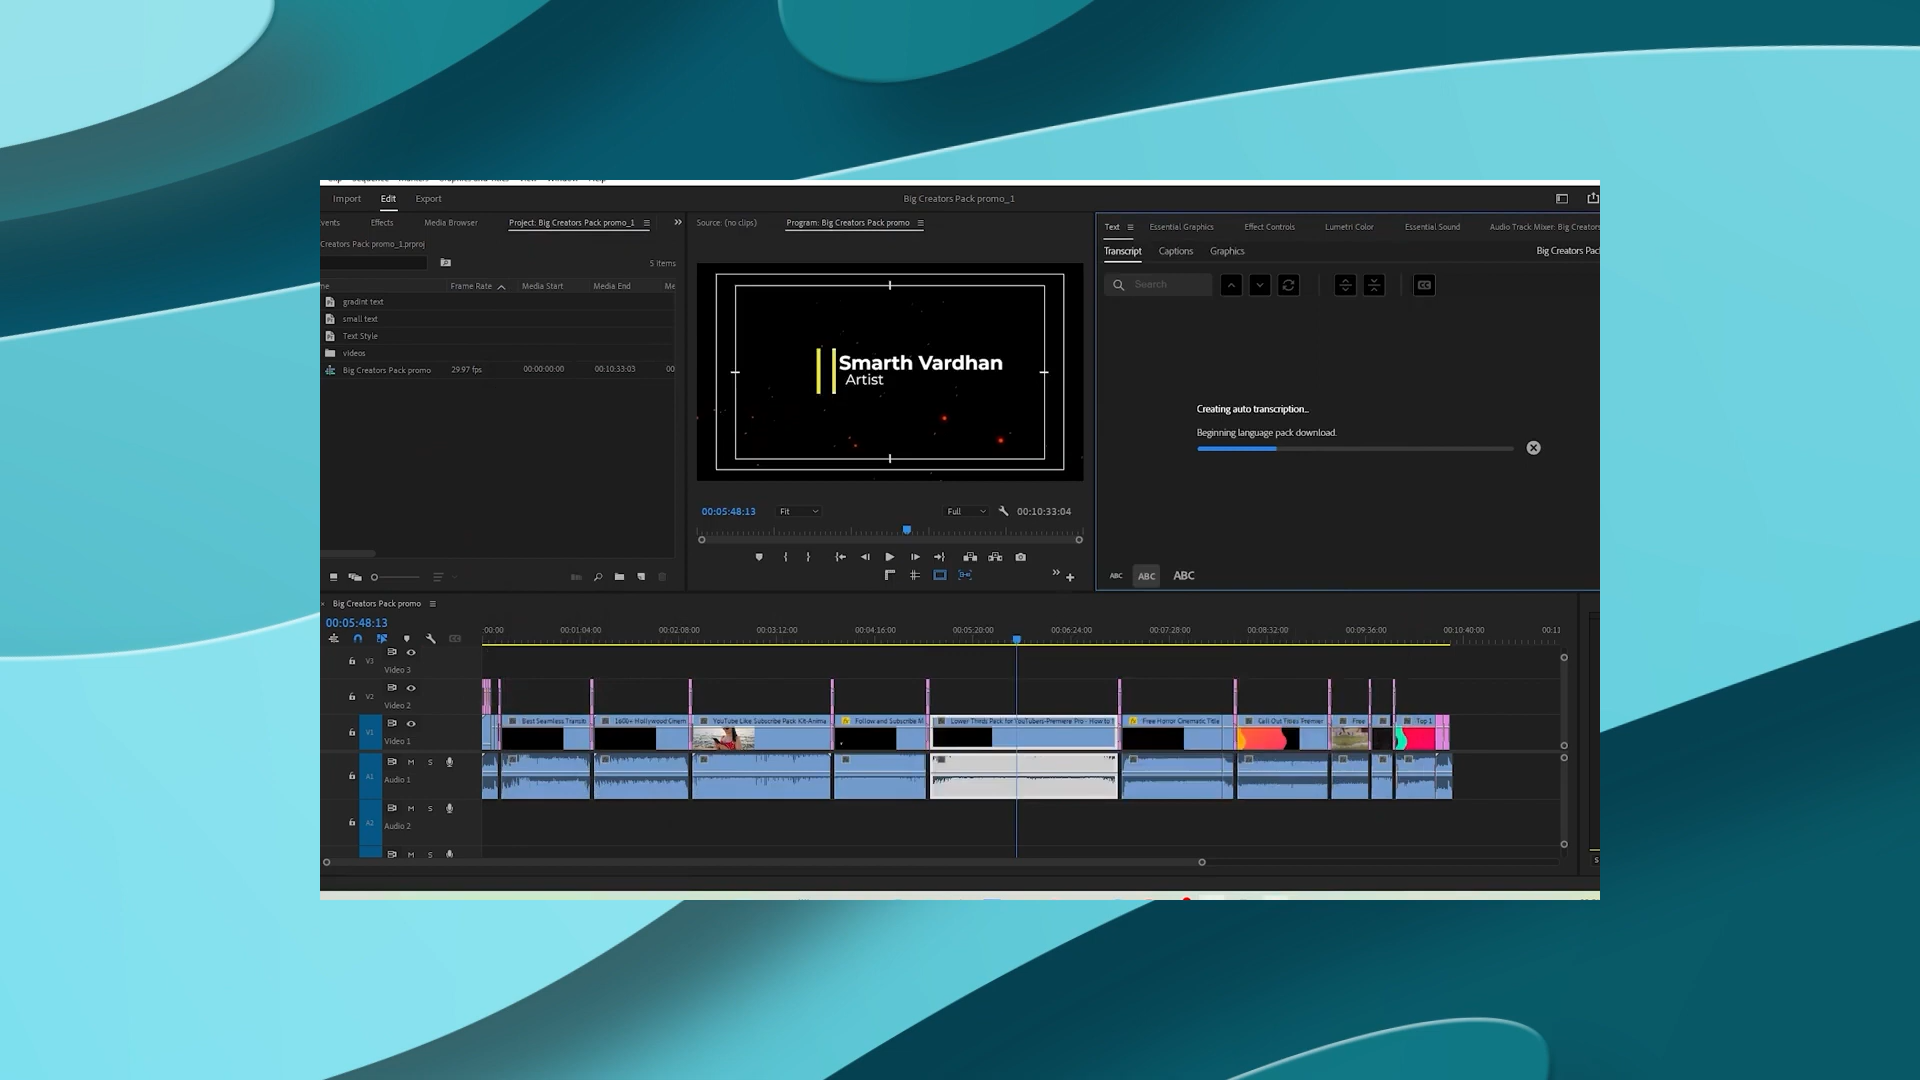 Import Edit Export
Big Creators Pack promo_1
Effects
Media Browser
Project: Big Creators Pack promo_1
Creators Pack promo_1.prproj
5 items
Frame Rate
Media Start
Media End
Me
gradint text
small text
Text Style
videos
Big Creators Pack promo 29.97 fps 00:00:00:00 00:10:33:03 00
Source: (no clips)
Program: Big Creators Pack promo
Smarth Vardhan
Artist
00:05:48:13
Fit
Full
00:10:33:04
Text
Essential Graphics
Effect Controls
Lumetri Color
Essential Sound
Audio Track Mixer: Big Creators
Transcript
Captions
Graphics
Big Creators Pac
Search
CC
Creating auto transcription...
Beginning language pack download.
ABC ABC ABC
Big Creators Pack promo
00:05:48:13
:00:00 00:01:04:00 00:02:08:00 00:03:12:00 00:04:16:00 00:05:20:00 00:06:24:00 00:07:28:00 00:08:32:00 00:09:36:00 00:10:40:00 00:11
V3
Video 3
V2
Video 2
V1
Video 1
Best Seamless Transiti
1600+ Hollywood Cinem
YouTube Like Subscribe Pack Kit-Anima
Follow and Subscribe M
Lower Thirds Pack for YouTubers-Premiere Pro - How to
Free Horror Cinematic Title
Call Out Titles Premier
Free
Top 1
A1
M S
Audio 1
A2
M S
Audio 2
M S
S